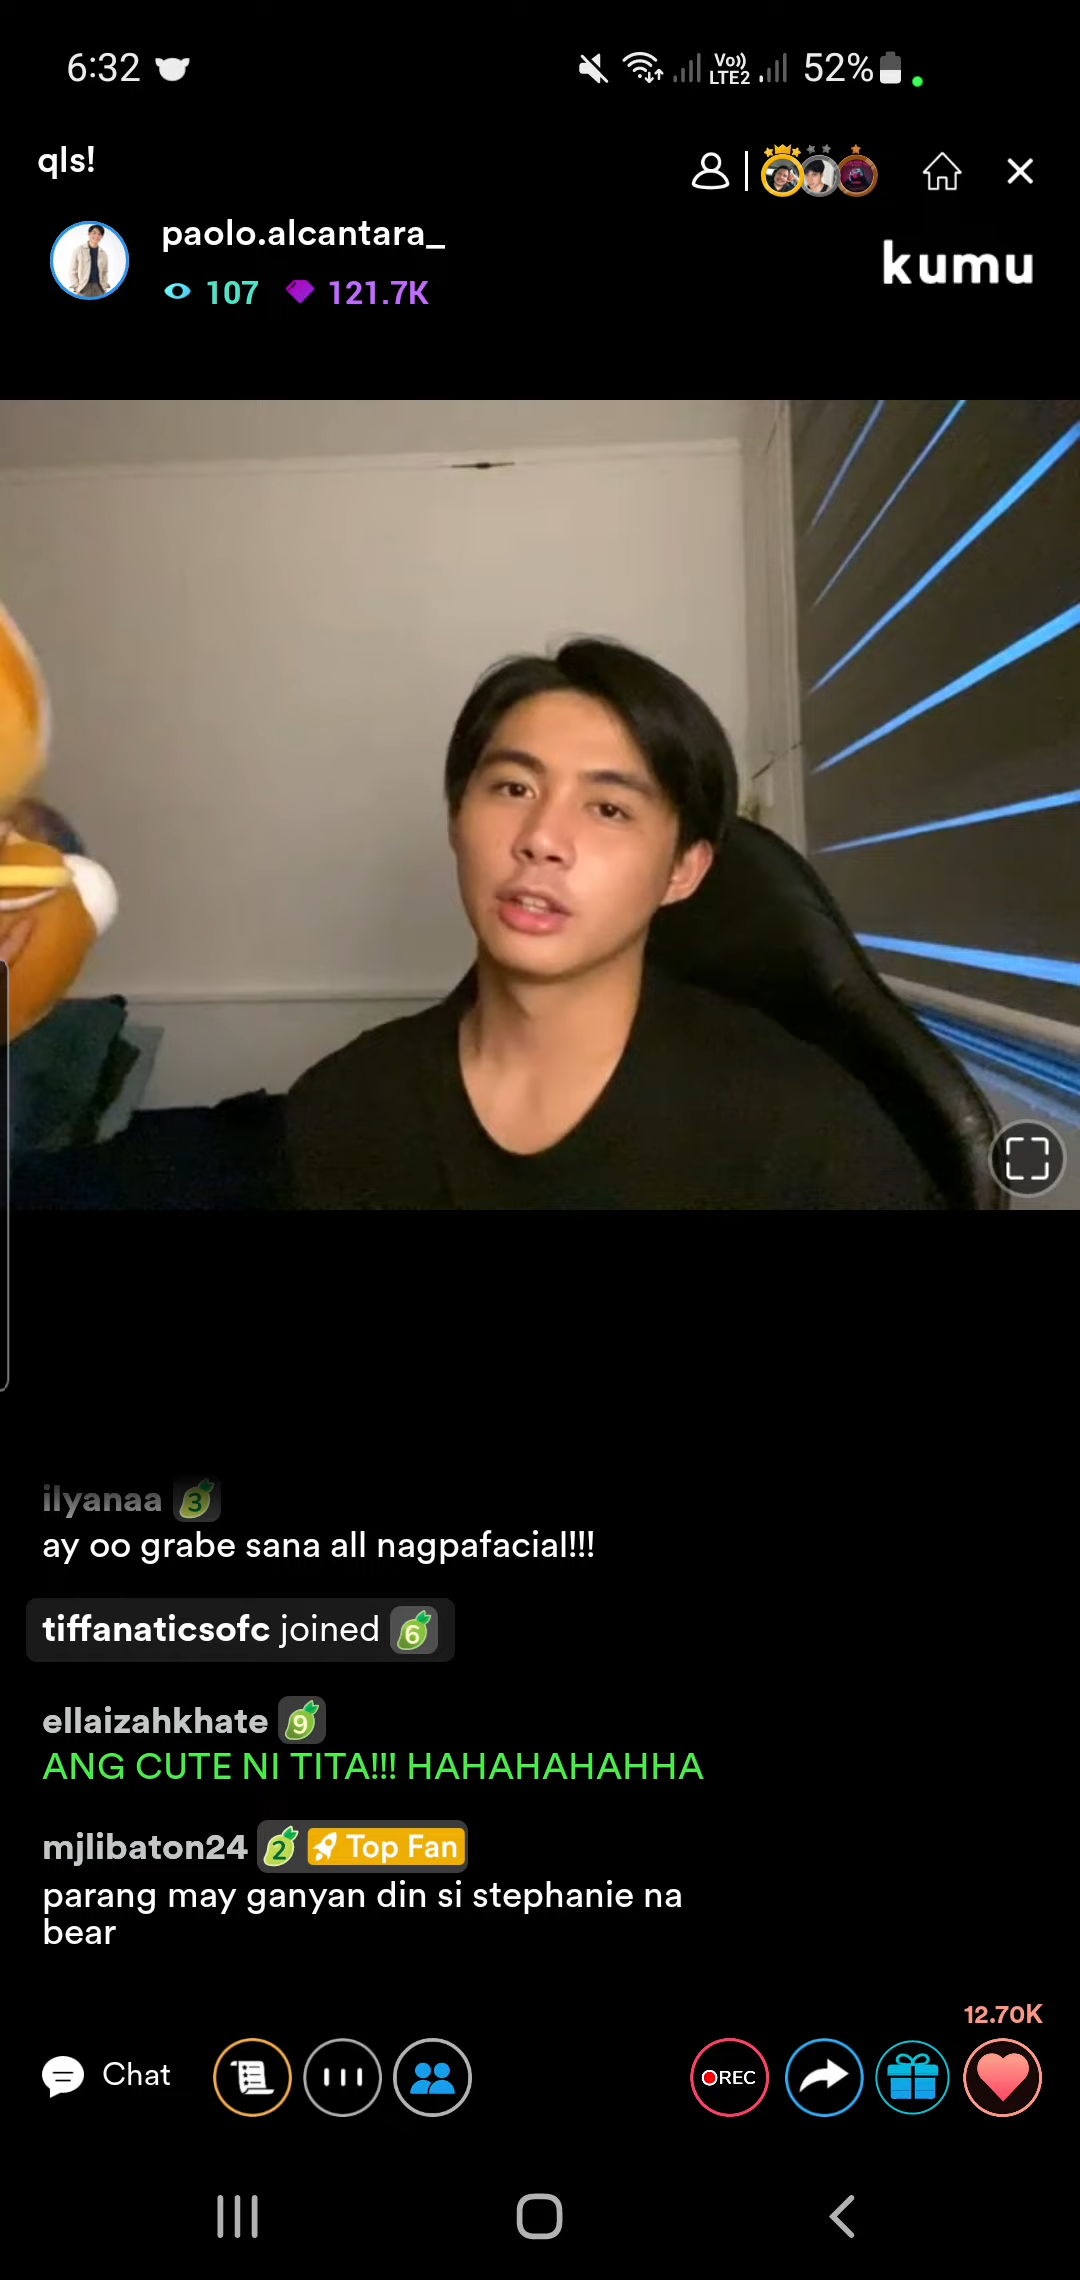 6:32
Vo))
LTE2
52%
qls!
paolo.alcantara_
107
121.7K
kumu
ilyanaa 3
ay oo grabe sana all nagpafacial!!!
tiffanaticsofc joined 6
ellaizahkhate 9
ANG CUTE NI TITA!!! HAHAHAHAHHA
mjlibaton24 2 Top Fan
parang may ganyan din si stephanie na
bear
12.70K
Chat
REC